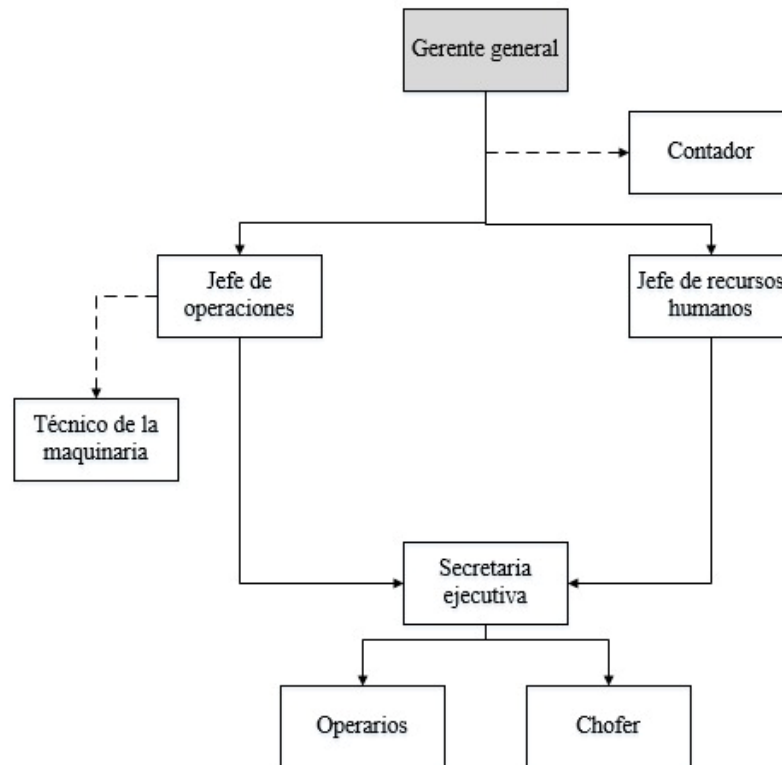 Gerente general
Contador
Jefe de
operaciones
Jefe de recursos
humanos
Técnico de la
maquinaria
Secretaria
ejecutiva
Operarios
Chofer